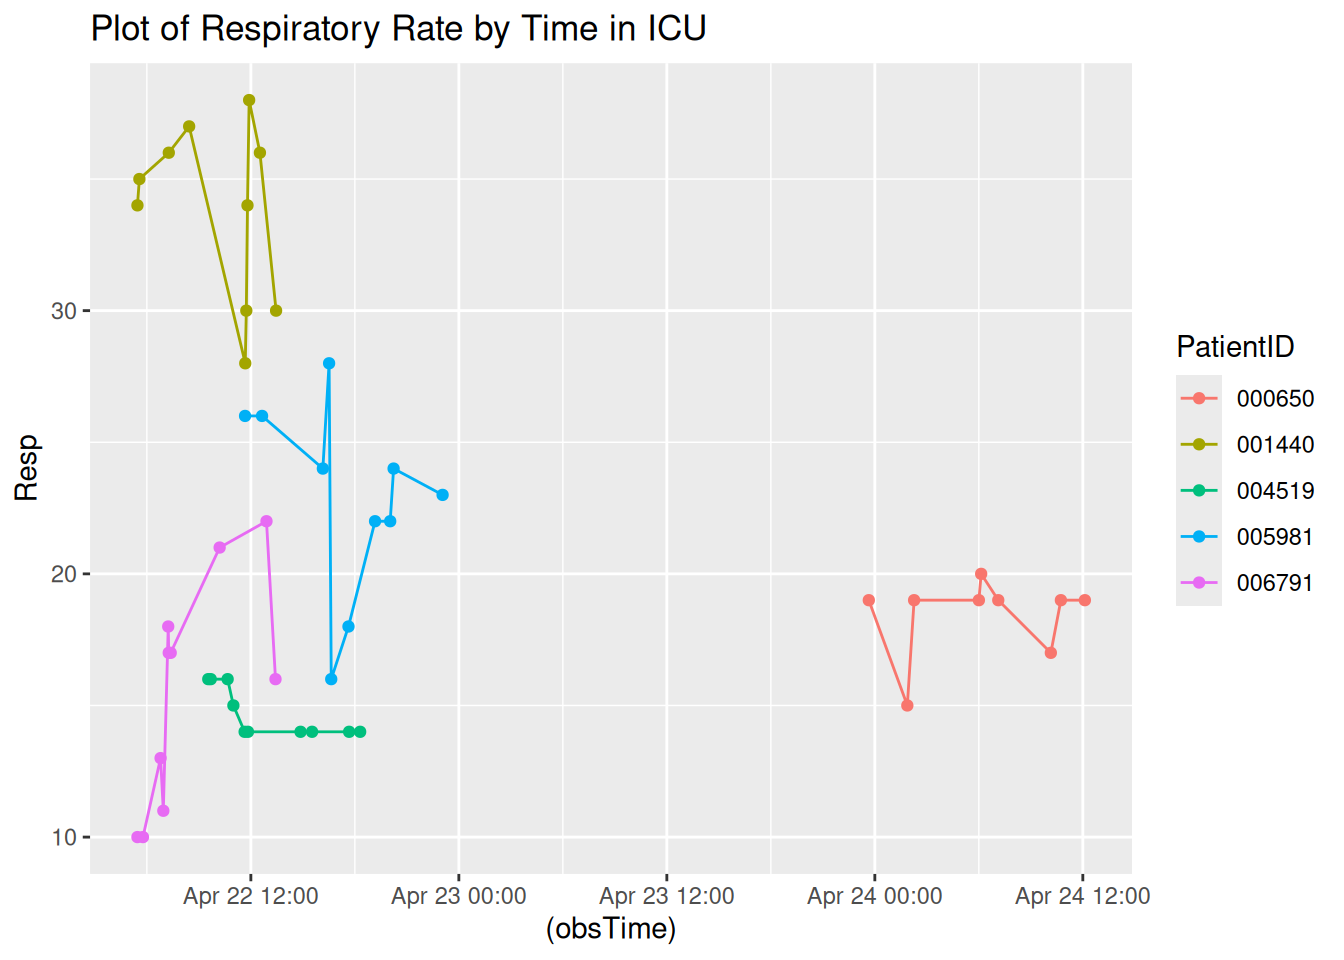 Plot of Respiratory Rate by Time in ICU
Resp
30
20
10
Apr 22 12:00
Apr 23 00:00
Apr 23 12:00
Apr 24 00:00
Apr 24 12:00
(obsTime)
PatientID
000650
001440
004519
005981
006791